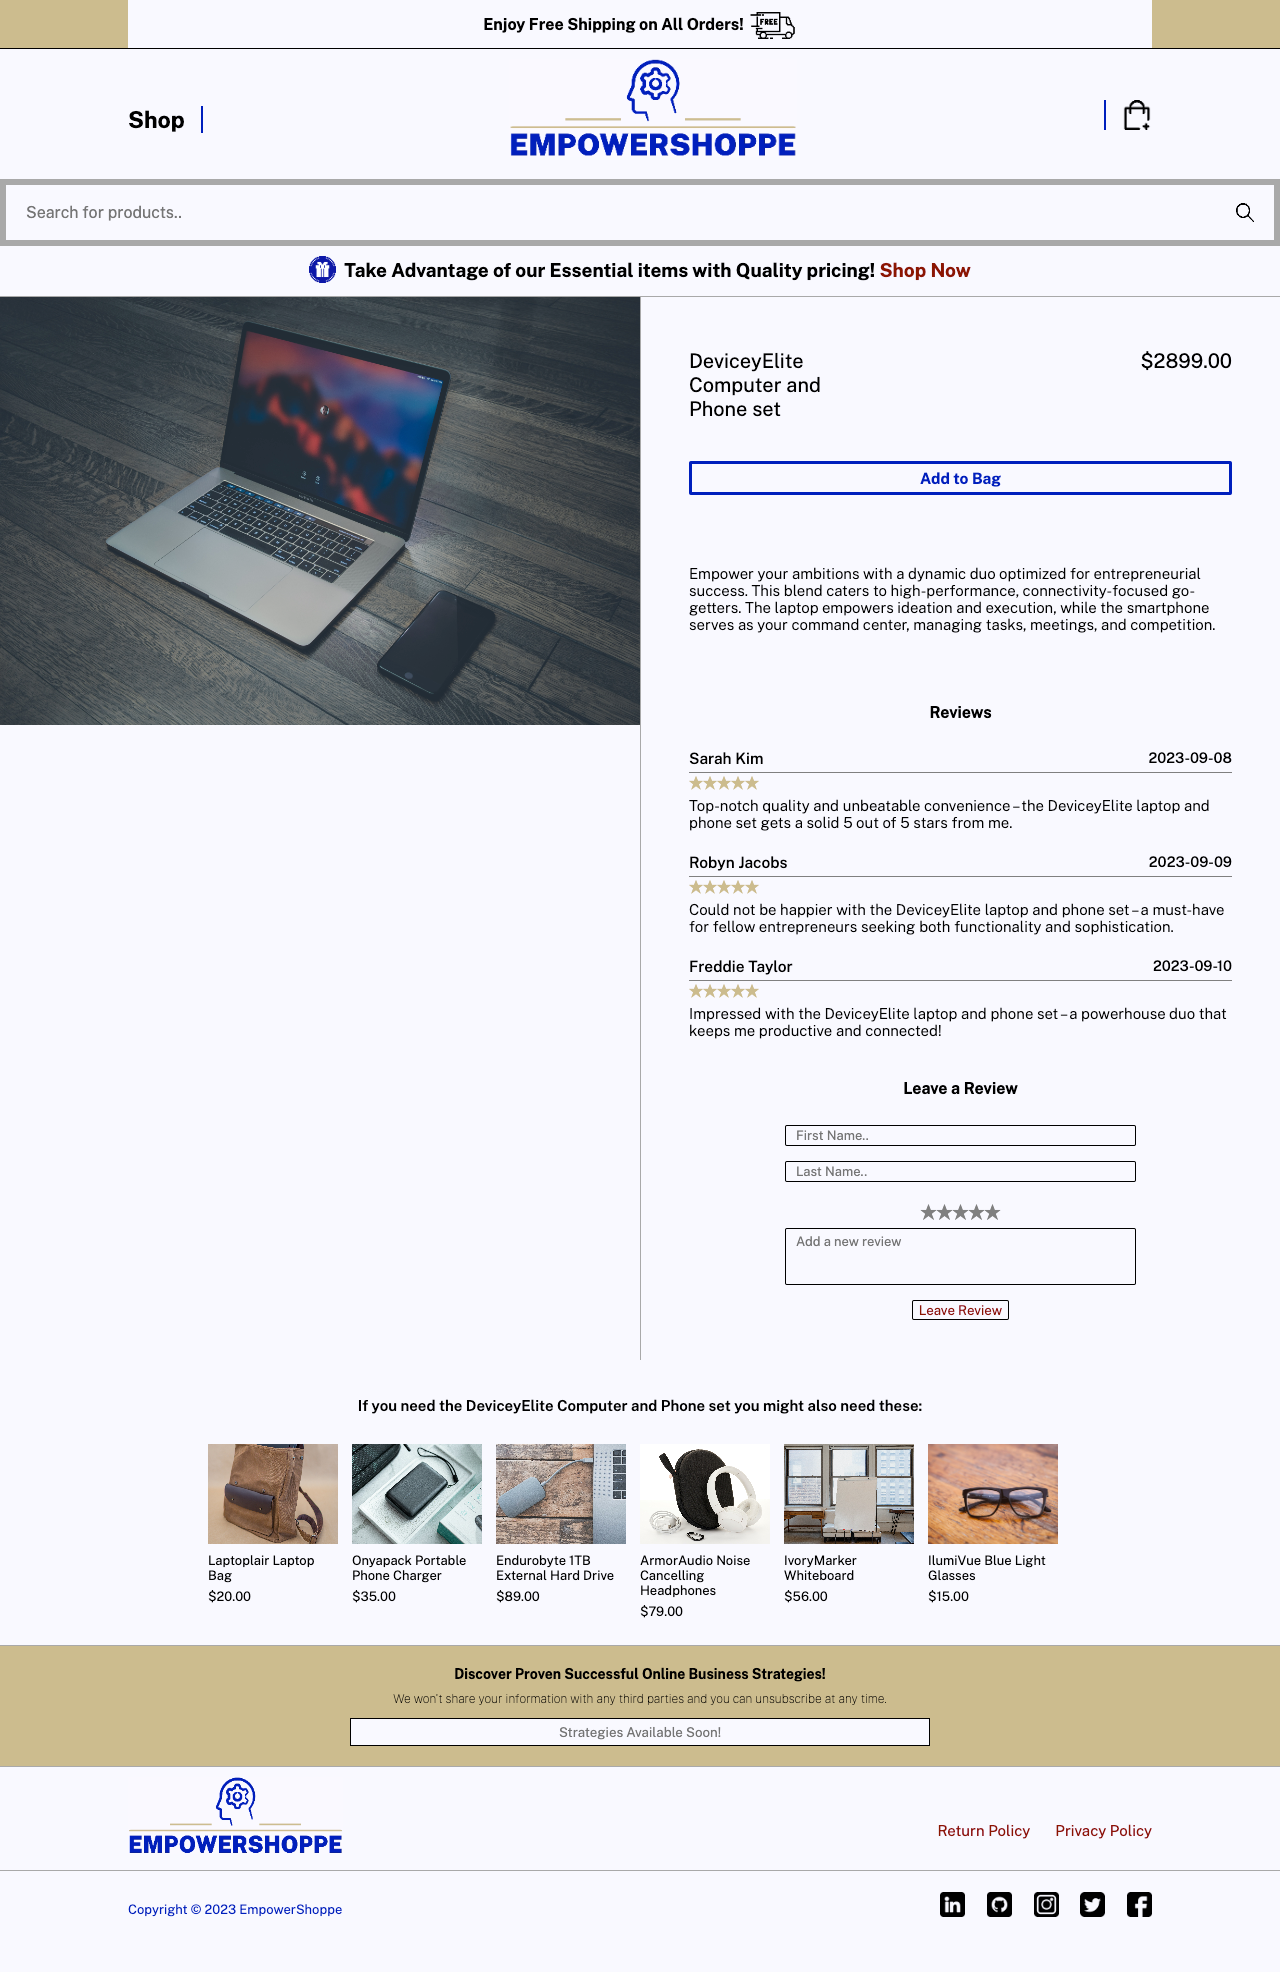 Enjoy Free Shipping on All Orders!
FREE
Shop
EMPOWERSHOPPE
Search for products..
Take Advantage of our Essential items with Quality pricing! Shop Now
DeviceyElite
Computer and
Phone set
$2899.00
Add to Bag
Empower your ambitions with a dynamic duo optimized for entrepreneurial
success. This blend caters to high-performance, connectivity-focused go-
getters. The laptop empowers ideation and execution, while the smartphone
serves as your command center, managing tasks, meetings, and competition.
Reviews
Sarah Kim 2023-09-08
Top-notch quality and unbeatable convenience – the DeviceyElite laptop and
phone set gets a solid 5 out of 5 stars from me.
Robyn Jacobs 2023-09-09
Could not be happier with the DeviceyElite laptop and phone set – a must-have
for fellow entrepreneurs seeking both functionality and sophistication.
Freddie Taylor 2023-09-10
Impressed with the DeviceyElite laptop and phone set – a powerhouse duo that
keeps me productive and connected!
Leave a Review
First Name..
Last Name..
Add a new review
Leave Review
If you need the DeviceyElite Computer and Phone set you might also need these:
Laptoplair Laptop
Bag
$20.00
Onyapack Portable
Phone Charger
$35.00
Endurobyte 1TB
External Hard Drive
$89.00
ArmorAudio Noise
Cancelling
Headphones
$79.00
IvoryMarker
Whiteboard
$56.00
IlumiVue Blue Light
Glasses
$15.00
Discover Proven Successful Online Business Strategies!
We won't share your information with any third parties and you can unsubscribe at any time.
Strategies Available Soon!
EMPOWERSHOPPE
Return Policy Privacy Policy
Copyright © 2023 EmpowerShoppe